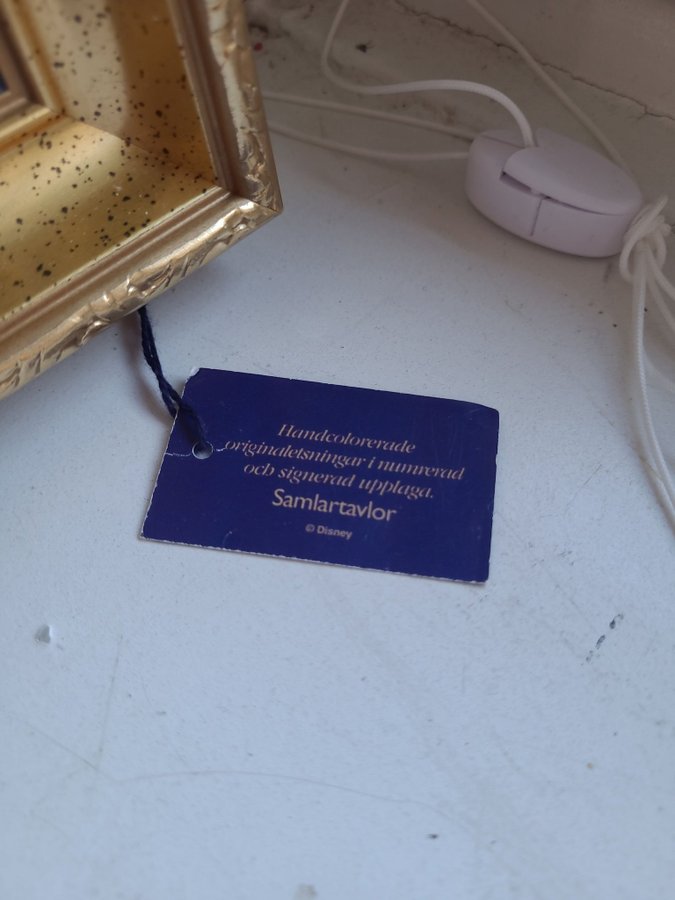 Handcolorerade
originaletsningar i numrerad
och signerad upplaga.
Samlartavlor
© Disney